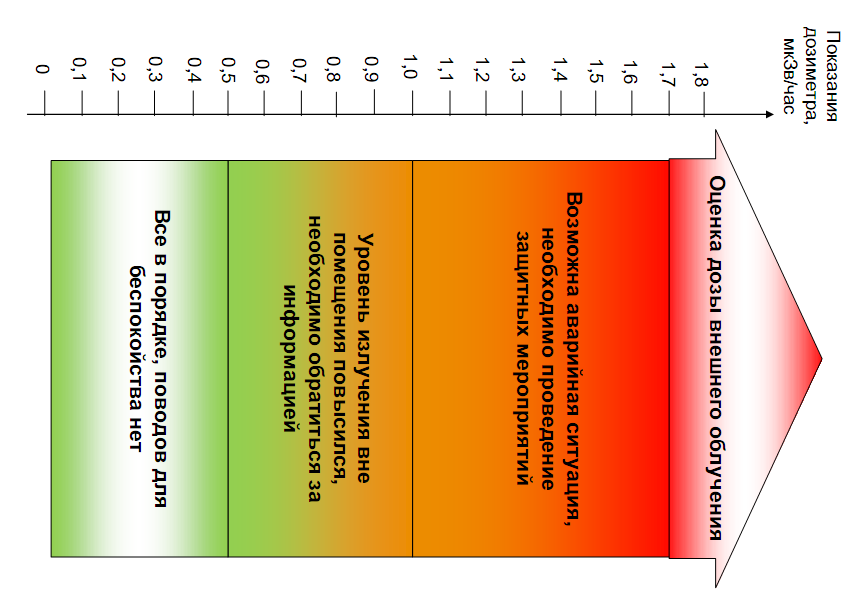 Показания
дозиметра,
мкЗв/час
1,8
1,7
1,6
1,5
1,4
1,3
1,2
1,1
1,0
0,9
0,8
0,7
0,6
0,5
0,4
0,3
0,2
0,1
0
Оценка дозы внешнего облучения
Возможна аварийная ситуация,
необходимо проведение
защитных мероприятий
Уровень излучения вне
помещения повысился,
необходимо обратиться за
информацией
Все в порядке, поводов для
беспокойства нет